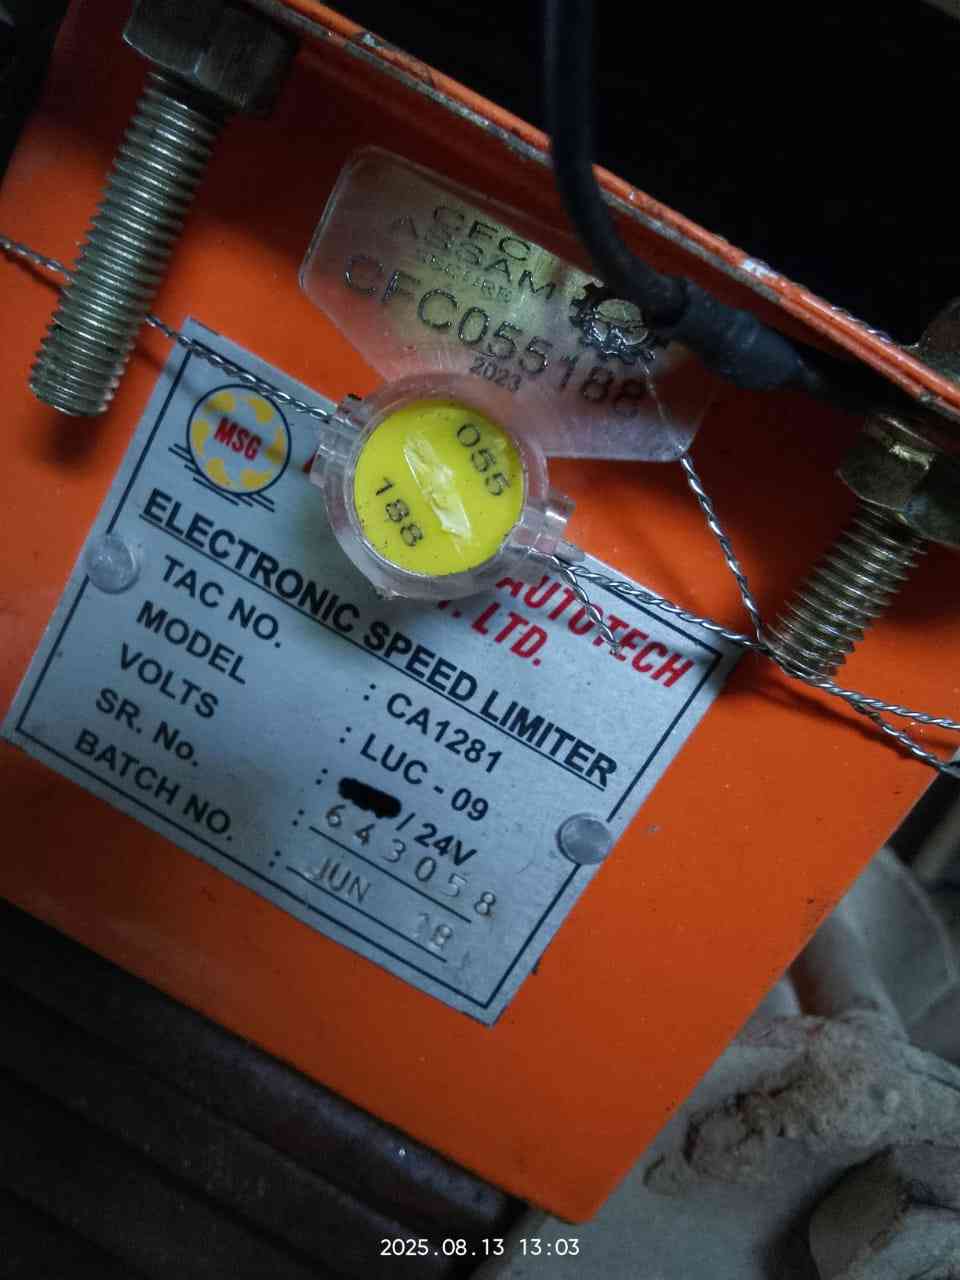 CFC
ASSAM
SECURE
CFC055188
2023
055
188
MSG
AUTOTECH
LTD.
ELECTRONIC SPEED LIMITER
TAC NO. : CA1281
MODEL : LUC - 09
VOLTS : / 24V
SR. No. : 643058
BATCH NO. : JUN 18
2025.08.13 13:03